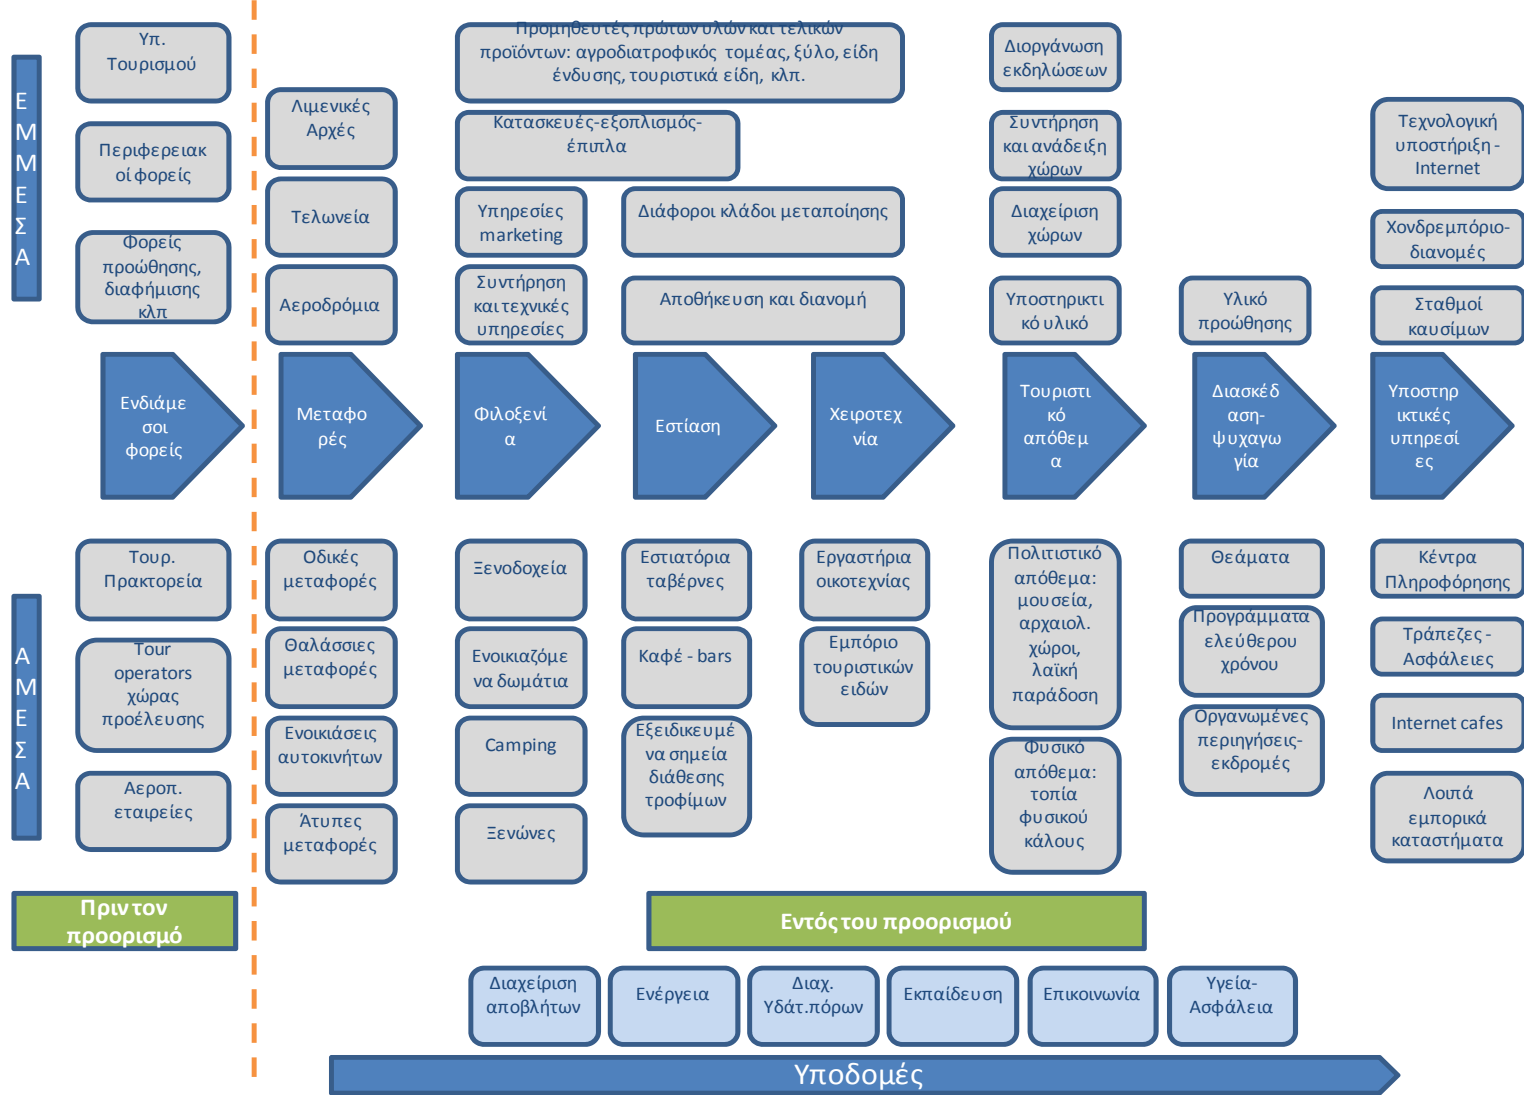 ΕΜΜΕΣΑ
Υπ.
Τουρισμού
Περιφερειακ
οί φορείς
Φορείς
προώθησης,
διαφήμισης
κλπ
Λιμενικές
Αρχές
Τελωνεία
Αεροδρόμια
Προμηθευτές πρώτων υλών και τελικών
προϊόντων: αγροδιατροφικός τομέας, ξύλο, είδη
ένδυσης, τουριστικά είδη, κλπ.
Κατασκευές-εξοπλισμός-
έπιπλα
Υπηρεσίες
marketing
Διάφοροι κλάδοι μεταποίησης
Συντήρηση
και τεχνικές
υπηρεσίες
Αποθήκευση και διανομή
Διοργάνωση
εκδηλώσεων
Συντήρηση
και ανάδειξη
χώρων
Διαχείριση
χώρων
Υποστηρικτι
κό υλικό
Υλικό
προώθησης
Τεχνολογική
υποστήριξη -
Internet
Χονδρεμπόριο-
διανομές
Σταθμοί
καυσίμων
Ενδιάμε
σοι
φορείς
Μεταφο
ρές
Φιλοξενί
α
Εστίαση
Χειροτεχ
νία
Τουριστι
κό
απόθεμ
α
Διασκέδ
αση-
ψυχαγω
γία
Υποστηρ
ικτικές
υπηρεσί
ες
ΑΜΕΣΑ
Τουρ.
Πρακτορεία
Tour
operators
χώρας
προέλευσης
Αεροπ.
εταιρείες
Οδικές
μεταφορές
Θαλάσσιες
μεταφορές
Ενοικιάσεις
αυτοκινήτων
Άτυπες
μεταφορές
Ξενοδοχεία
Ενοικιαζόμε
να δωμάτια
Camping
Ξενώνες
Εστιατόρια
ταβέρνες
Καφέ - bars
Εξειδικευμέ
να σημεία
διάθεσης
τροφίμων
Εργαστήρια
οικοτεχνίας
Εμπόριο
τουριστικών
ειδών
Πολιτιστικό
απόθεμα:
μουσεία,
αρχαιολ.
χώροι,
λαϊκή
παράδοση
Φυσικό
απόθεμα:
τοπία
φυσικού
κάλους
Θεάματα
Προγράμματα
ελεύθερου
χρόνου
Οργανωμένες
περιηγήσεις-
εκδρομές
Κέντρα
Πληροφόρησης
Τράπεζες -
Ασφάλειες
Internet cafes
Λοιπά
εμπορικά
καταστήματα
Πριν τον
προορισμό
Εντός του προορισμού
Διαχείριση
αποβλήτων
Ενέργεια
Διαχ.
Υδάτ.πόρων
Εκπαίδευση
Επικοινωνία
Υγεία-
Ασφάλεια
Υποδομές